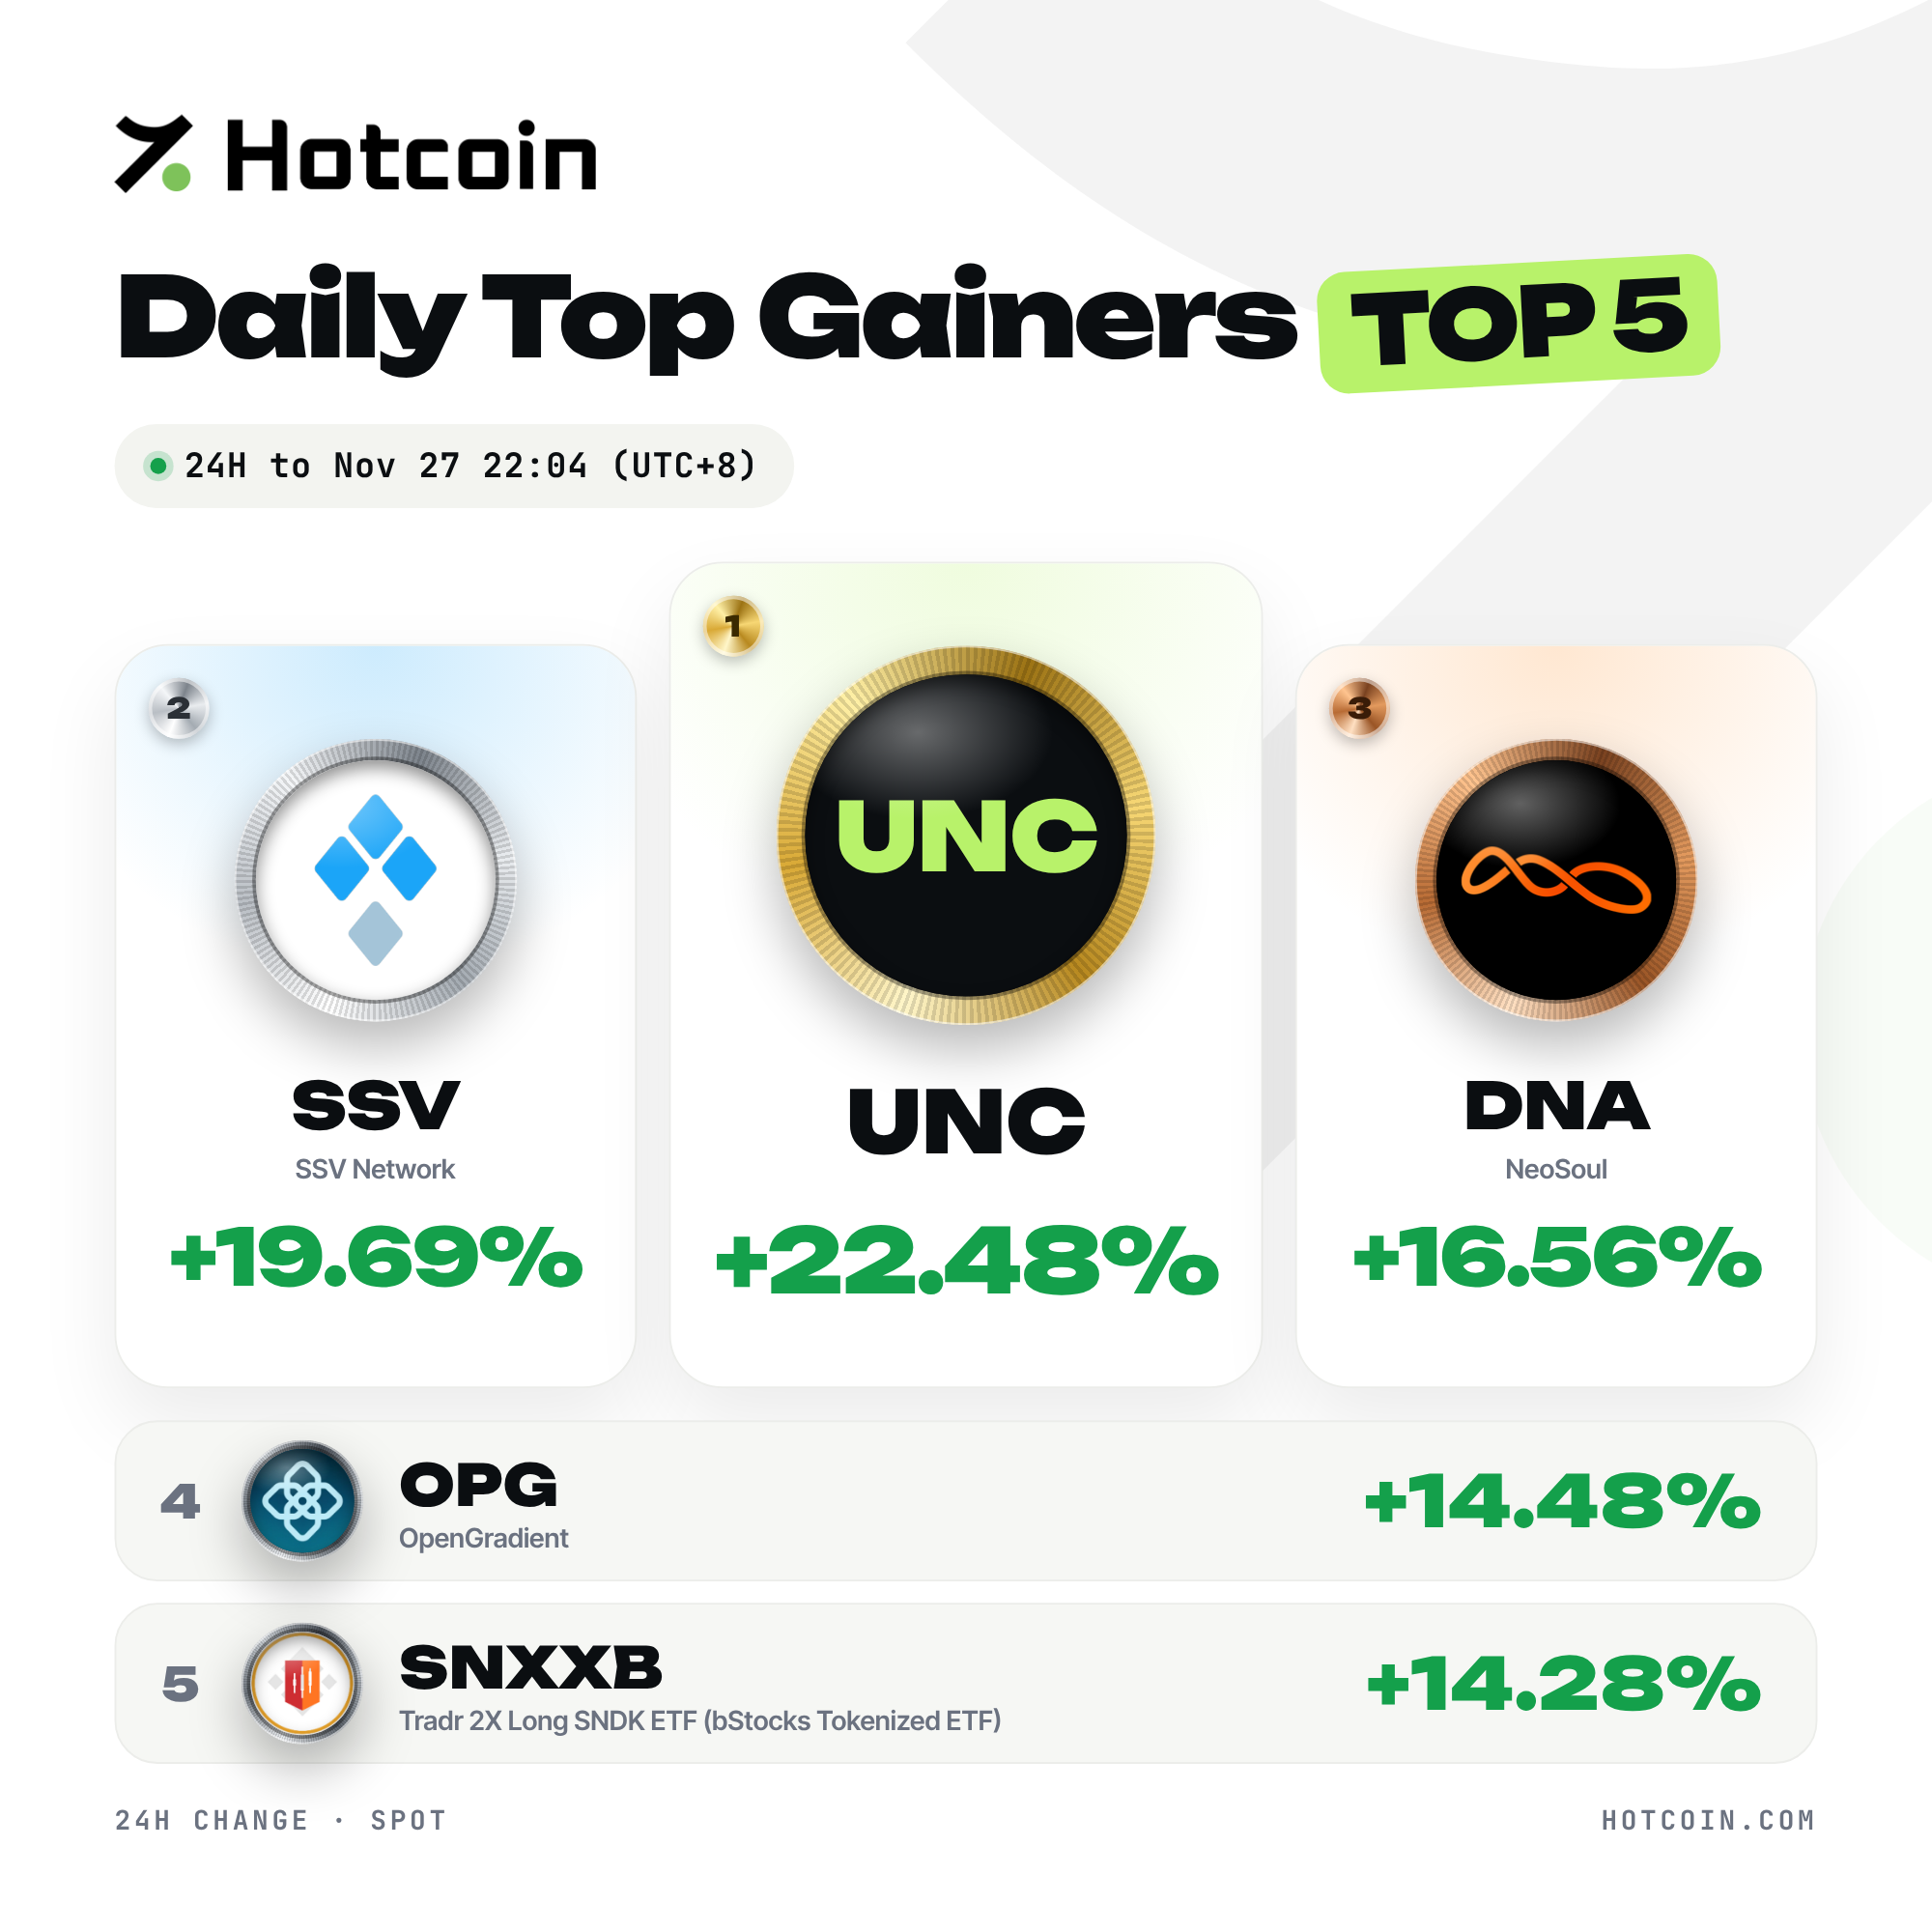 Hotcoin
Daily Top Gainers TOP 5
24H to Nov 27 22:04 (UTC+8)
2
SSV
SSV Network
+19.69%
1
UNC
UNC
+22.48%
3
DNA
NeoSoul
+16.56%
4
OPG
OpenGradient
+14.48%
5
SNXXB
Tradr 2X Long SNDK ETF (bStocks Tokenized ETF)
+14.28%
24H CHANGE · SPOT
HOTCOIN.COM